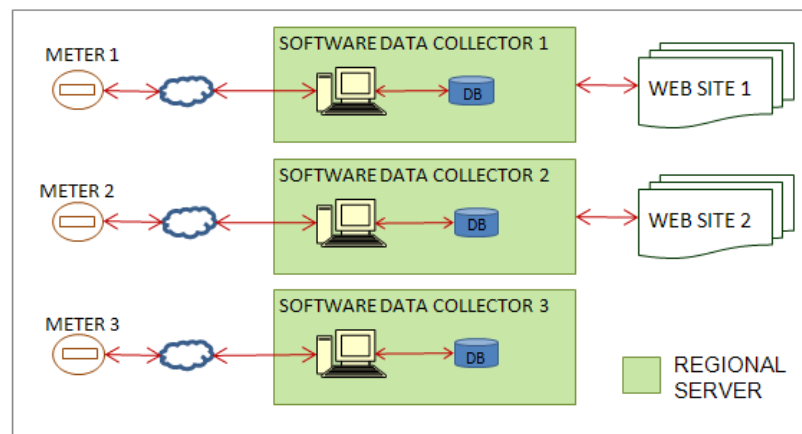 SOFTWARE DATA COLLECTOR 1
METER 1
DB
WEB SITE 1
SOFTWARE DATA COLLECTOR 2
METER 2
DB
WEB SITE 2
SOFTWARE DATA COLLECTOR 3
METER 3
DB
REGIONAL
SERVER